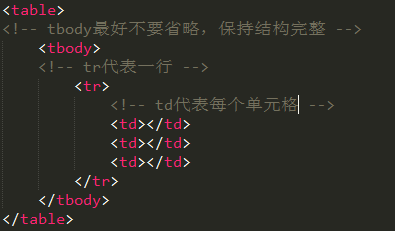 <table>
<!-- tbody最好不要省略，保持结构完整 -->
<tbody>
<!-- tr代表一行 -->
<tr>
<!-- td代表每个单元格 -->
<td></td>
<td></td>
<td></td>
</tr>
</tbody>
</table>